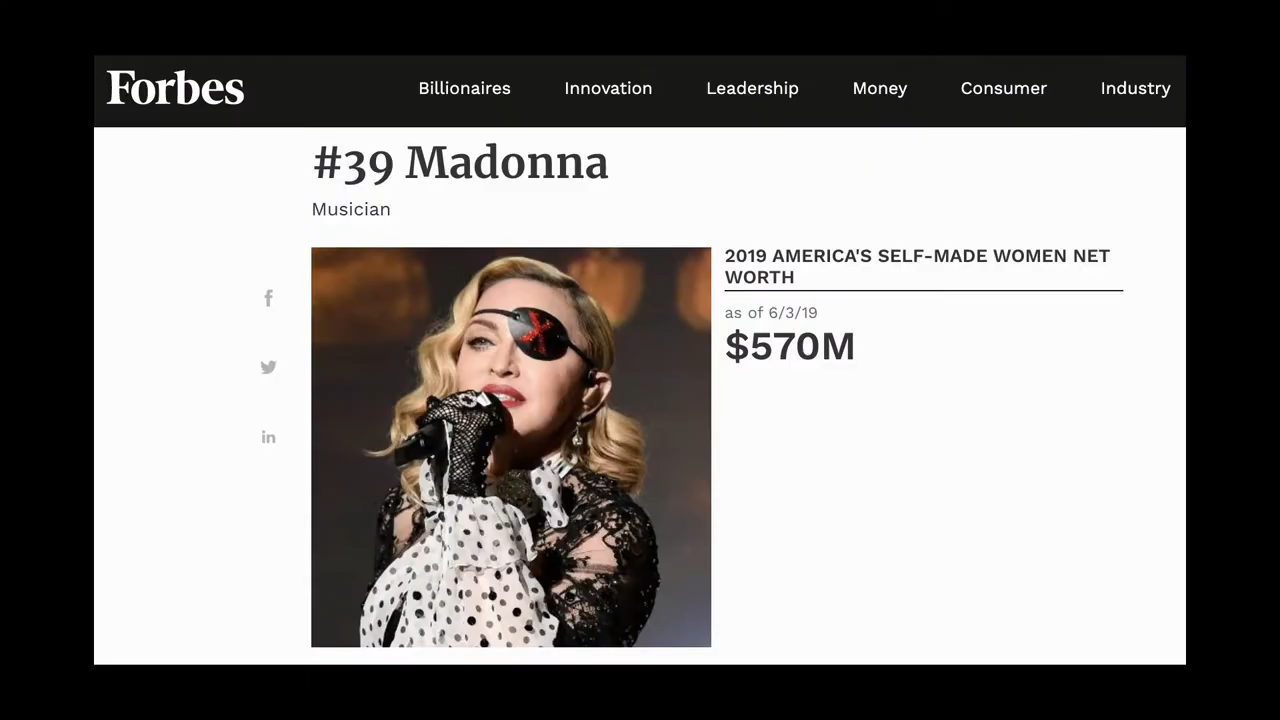 Forbes
Billionaires Innovation Leadership Money Consumer Industry
#39 Madonna
Musician
2019 AMERICA'S SELF-MADE WOMEN NET
WORTH
as of 6/3/19
$570M